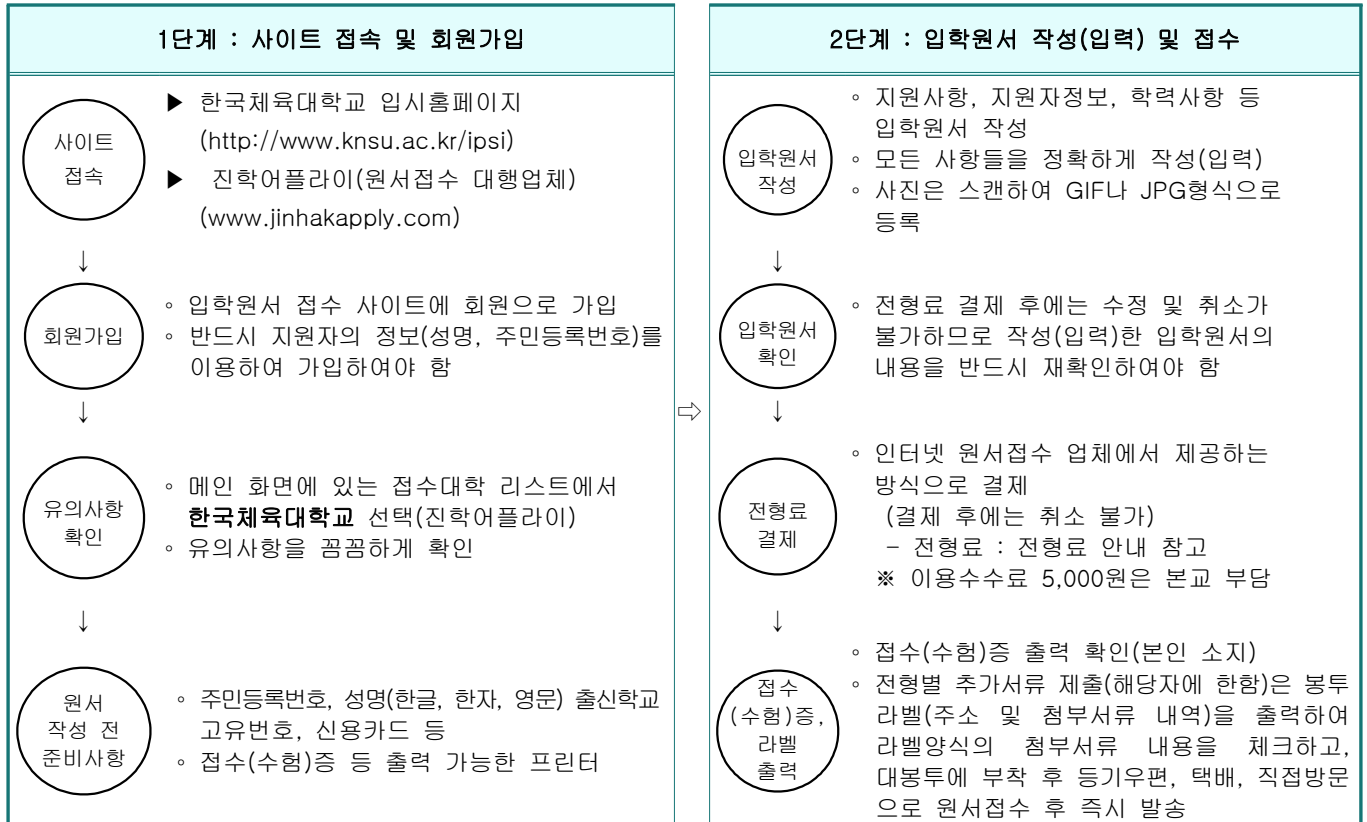 1단계 : 사이트 접속 및 회원가입
사이트
접속
▶ 한국체육대학교 입시홈페이지
(http://www.knsu.ac.kr/ipsi)
▶ 진학어플라이(원서접수 대행업체)
(www.jinhakapply.com)
↓
회원가입
◦ 입학원서 접수 사이트에 회원으로 가입
◦ 반드시 지원자의 정보(성명, 주민등록번호)를
이용하여 가입하여야 함
↓
유의사항
확인
◦ 메인 화면에 있는 접수대학 리스트에서
한국체육대학교 선택(진학어플라이)
◦ 유의사항을 꼼꼼하게 확인
↓
원서
작성 전
준비사항
◦ 주민등록번호, 성명(한글, 한자, 영문) 출신학교
고유번호, 신용카드 등
◦ 접수(수험)증 등 출력 가능한 프린터
⇨
2단계 : 입학원서 작성(입력) 및 접수
입학원서
작성
◦ 지원사항, 지원자정보, 학력사항 등
입학원서 작성
◦ 모든 사항들을 정확하게 작성(입력)
◦ 사진은 스캔하여 GIF나 JPG형식으로
등록
↓
입학원서
확인
◦ 전형료 결제 후에는 수정 및 취소가
불가하므로 작성(입력)한 입학원서의
내용을 반드시 재확인하여야 함
↓
전형료
결제
◦ 인터넷 원서접수 업체에서 제공하는
방식으로 결제
(결제 후에는 취소 불가)
- 전형료 : 전형료 안내 참고
※ 이용수수료 5,000원은 본교 부담
↓
접수
(수험)증,
라벨
출력
◦ 접수(수험)증 출력 확인(본인 소지)
◦ 전형별 추가서류 제출(해당자에 한함)은 봉투
라벨(주소 및 첨부서류 내역)을 출력하여
라벨양식의 첨부서류 내용을 체크하고,
대봉투에 부착 후 등기우편, 택배, 직접방문
으로 원서접수 후 즉시 발송